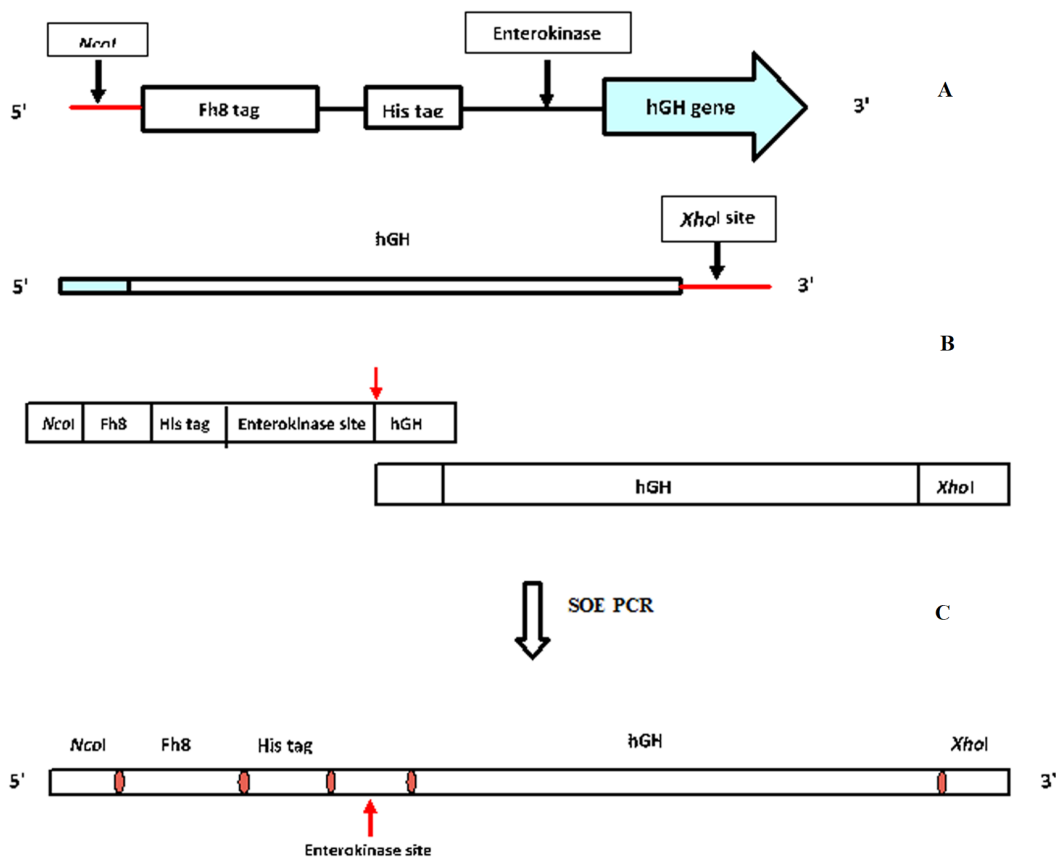 NcoI
Enterokinase
5'
Fh8 tag
His tag
hGH gene
3'
A
hGH
XhoI site
5'
3'
B
NcoI
Fh8
His tag
Enterokinase site
hGH
hGH
XhoI
SOE PCR
C
NcoI
Fh8
His tag
hGH
XhoI
5'
3'
Enterokinase site